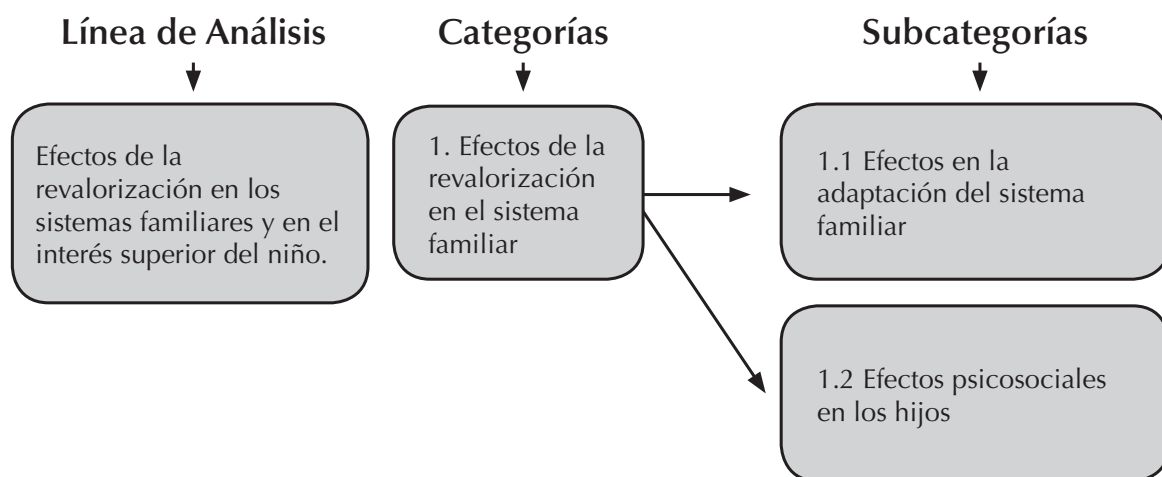 Línea de Análisis
Categorías
Subcategorías
Efectos de la
revalorización en los
sistemas familiares y en el
interés superior del niño.
1. Efectos de la
revalorización
en el sistema
familiar
1.1 Efectos en la
adaptación del sistema
familiar
1.2 Efectos psicosociales
en los hijos